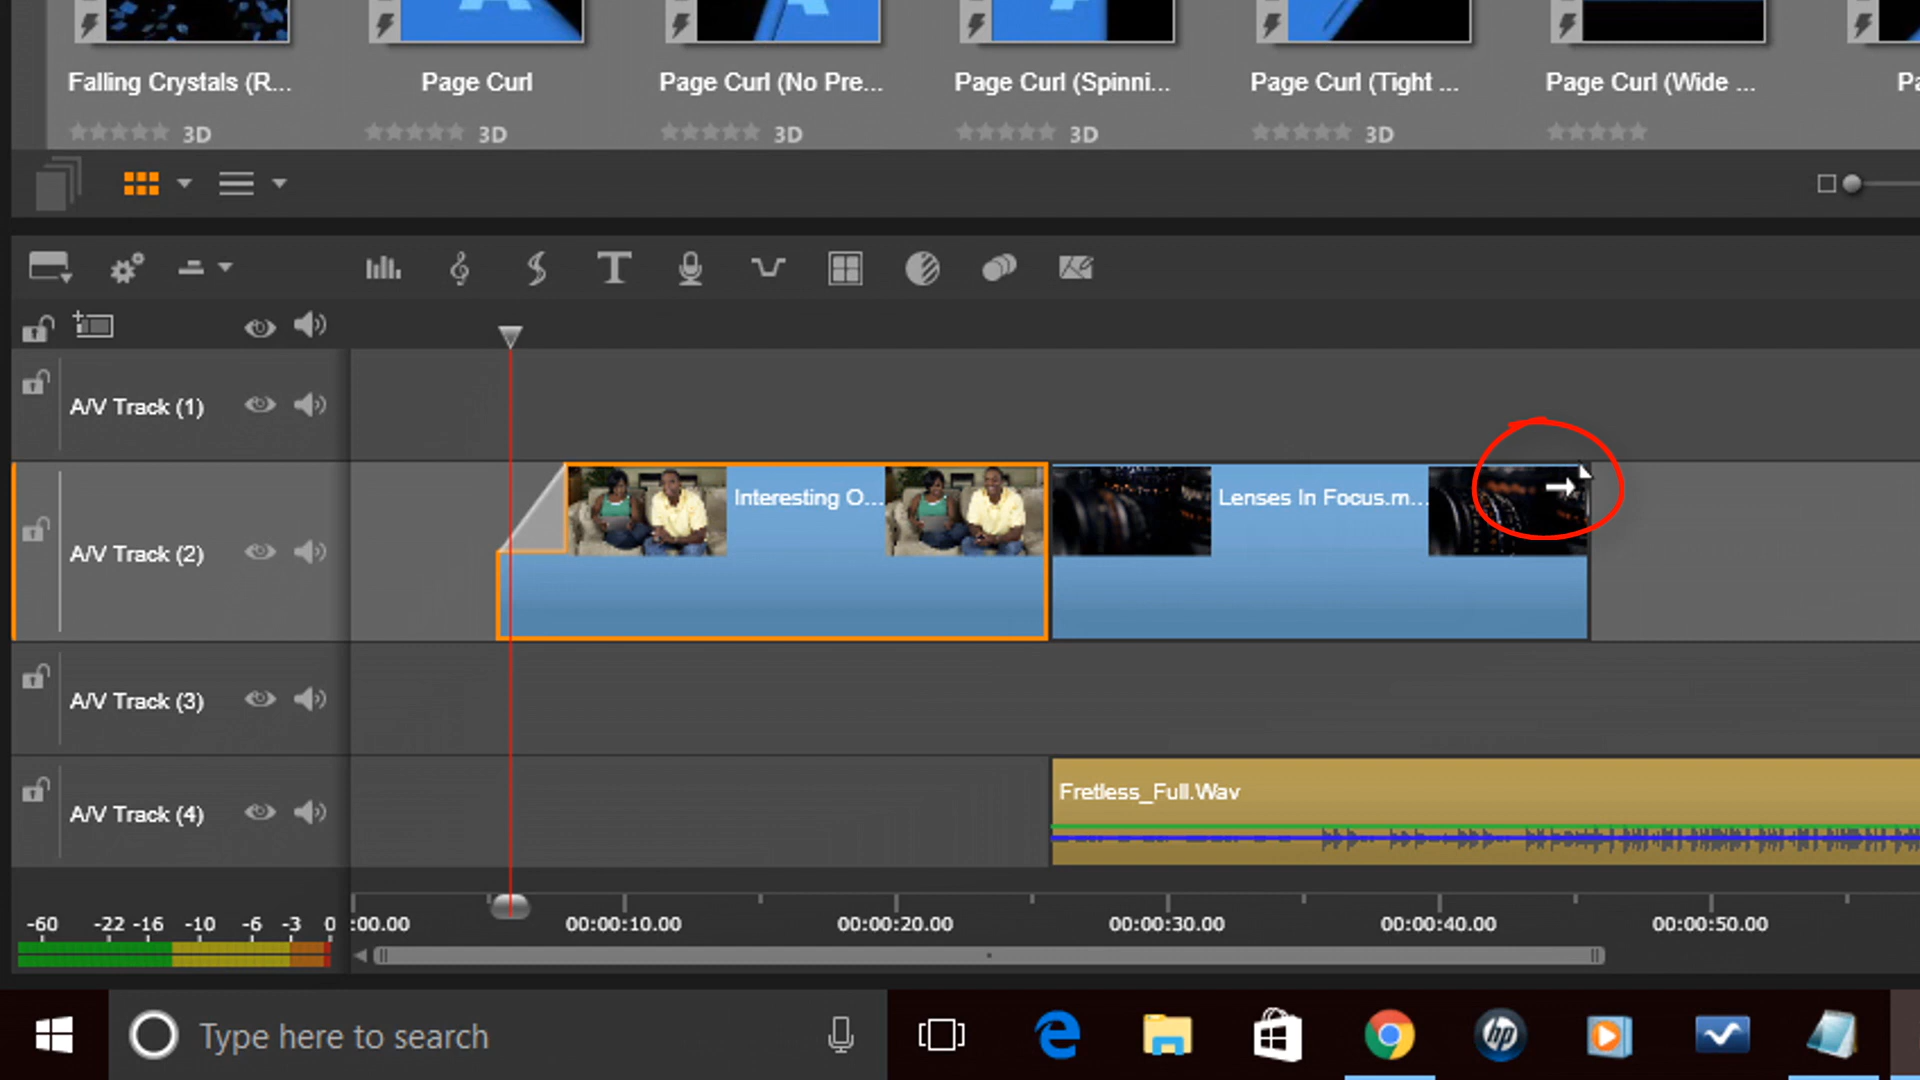 Falling Crystals (R...
Page Curl
Page Curl (No Pre...
Page Curl (Spinni...
Page Curl (Tight ...
Page Curl (Wide ...
Pa
3D
3D
3D
3D
3D
A/V Track (1)
A/V Track (2)
Interesting O...
Lenses In Focus.m...
A/V Track (3)
A/V Track (4)
Fretless_Full.Wav
-60 -22 -16 -10 -6 -3 0
:00.00 00:00:10.00 00:00:20.00 00:00:30.00 00:00:40.00 00:00:50.00
Type here to search
hp